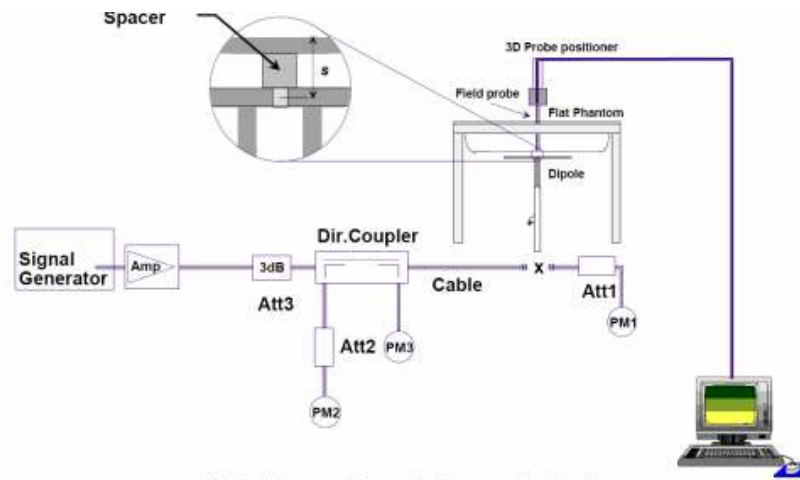 Spacer
s
3D Probe positioner
Field probe
Flat Phantom
Dipole
Dir.Coupler
Signal
Generator
Amp
3dB
Att3
Cable
X
Att1
PM1
Att2
PM3
PM2